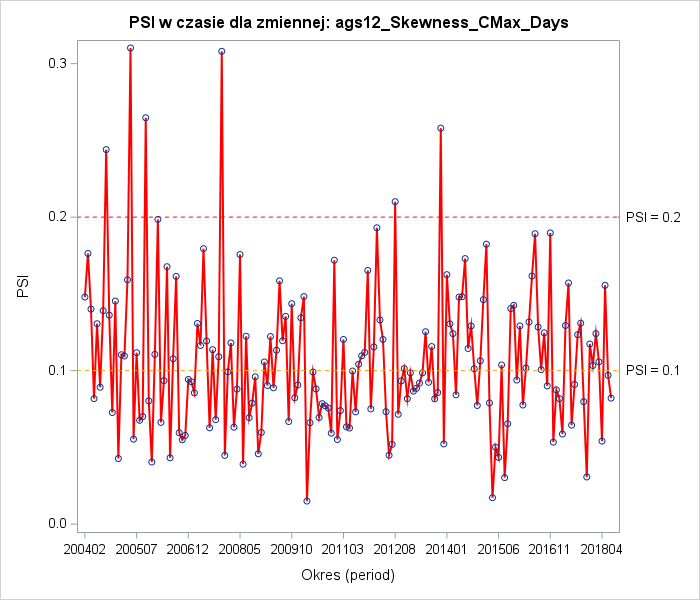 PSI w czasie dla zmiennej: ags12_Skewness_CMax_Days
0.3
0.2
PSI = 0.2
PSI
0.1
PSI = 0.1
0.0
200402 200507 200612 200805 200910 201103 201208 201401 201506 201611 201804
Okres (period)